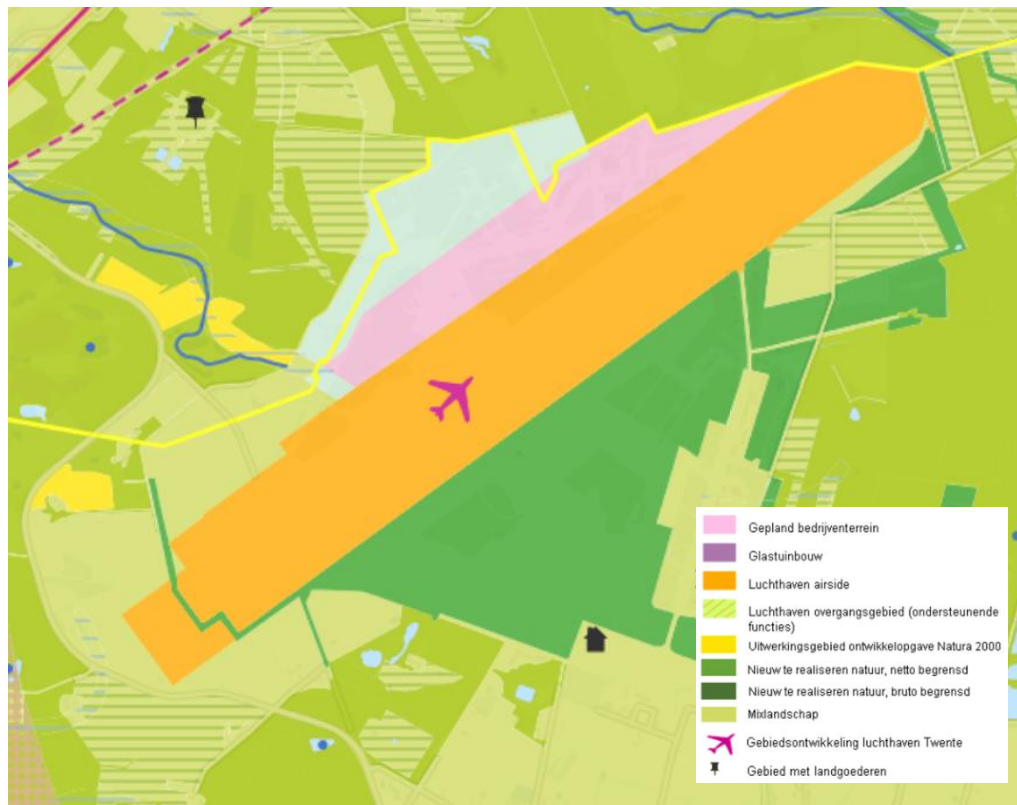 Gepland bedrijventerrein
Glastuinbouw
Luchthaven airside
Luchthaven overgangsgebied (ondersteunende
functies)
Uitwerkingsgebied ontwikkelopgave Natura 2000
Nieuw te realiseren natuur, netto begrensd
Nieuw te realiseren natuur, bruto begrensd
Mixlandschap
Gebiedsontwikkeling luchthaven Twente
Gebied met landgoederen